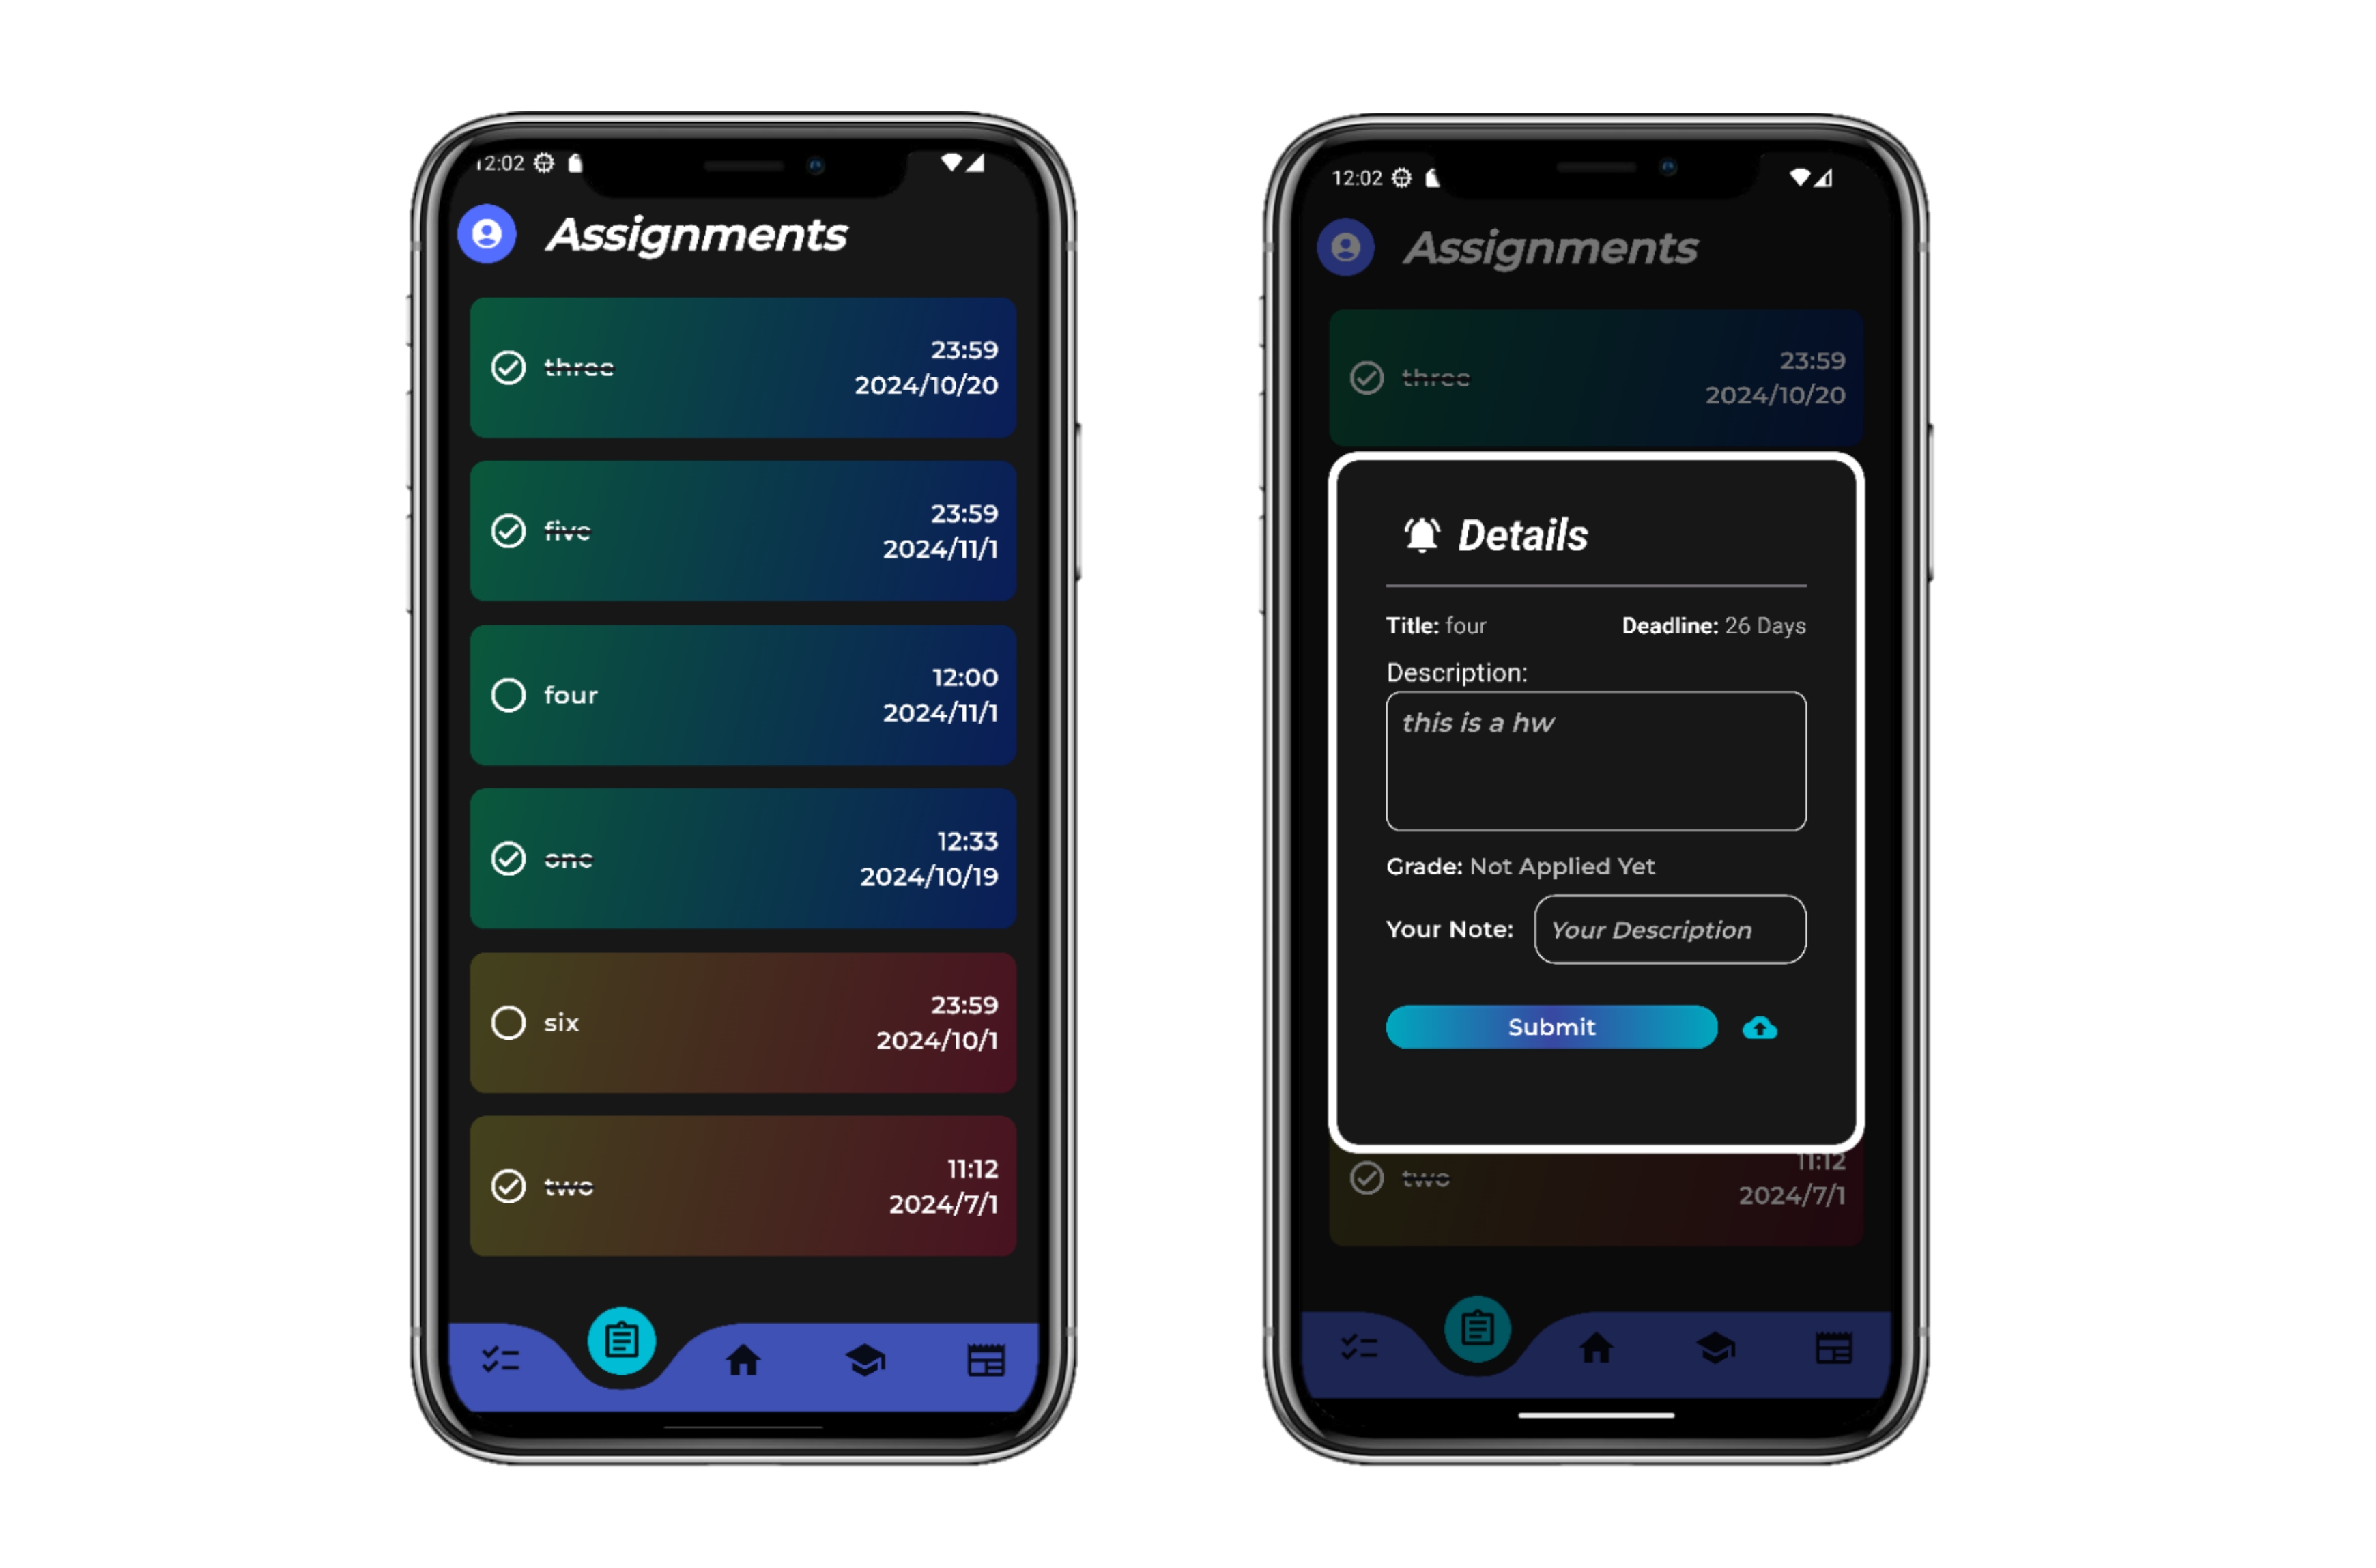 12:02
Assignments
three
23:59
2024/10/20
five
23:59
2024/11/1
four
12:00
2024/11/1
one
12:33
2024/10/19
six
23:59
2024/10/1
two
11:12
2024/7/1
12:02
Assignments
three
23:59
2024/10/20
Details
Title: four Deadline: 26 Days
Description:
this is a hw
Grade: Not Applied Yet
Your Note: Your Description
Submit
two
11:12
2024/7/1